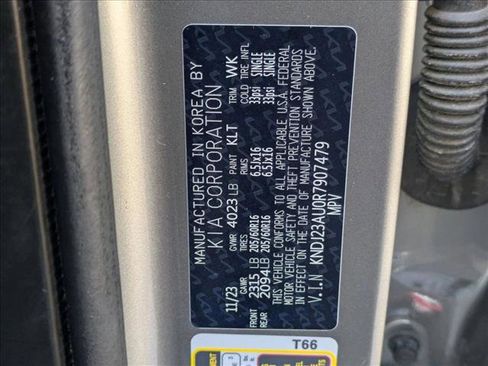 MANUFACTURED IN KOREA BY
KIA CORPORATION
11/23 GVWR 4023 LB PAINT KLT TRIM WK
GAWR TIRES RIMS COLD TIRE INFL
FRONT 2315 LB 205/60R16 6.5Jx16 33psi SINGLE
REAR 2094 LB 205/60R16 6.5Jx16 33psi SINGLE
THIS VEHICLE CONFORMS TO ALL APPLICABLE U.S.A. FEDERAL
MOTOR VEHICLE SAFETY AND THEFT PREVENTION STANDARDS
IN EFFECT ON THE DATE OF MANUFACTURE SHOWN ABOVE.
V.I.N KNDJ23AU0R7907479
MPV
T66